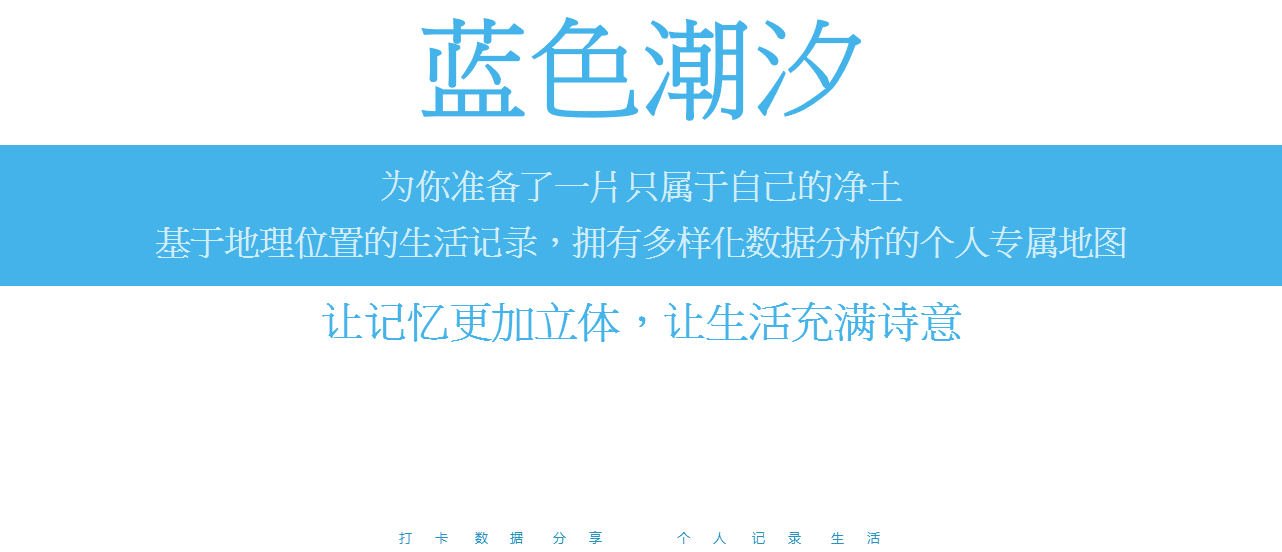 蓝色潮汐
为你准备了一片只属于自己的净土
基于地理位置的生活记录，拥有多样化数据分析的个人专属地图
让记忆更加立体，让生活充满诗意
打卡数据分享 个人记录生活